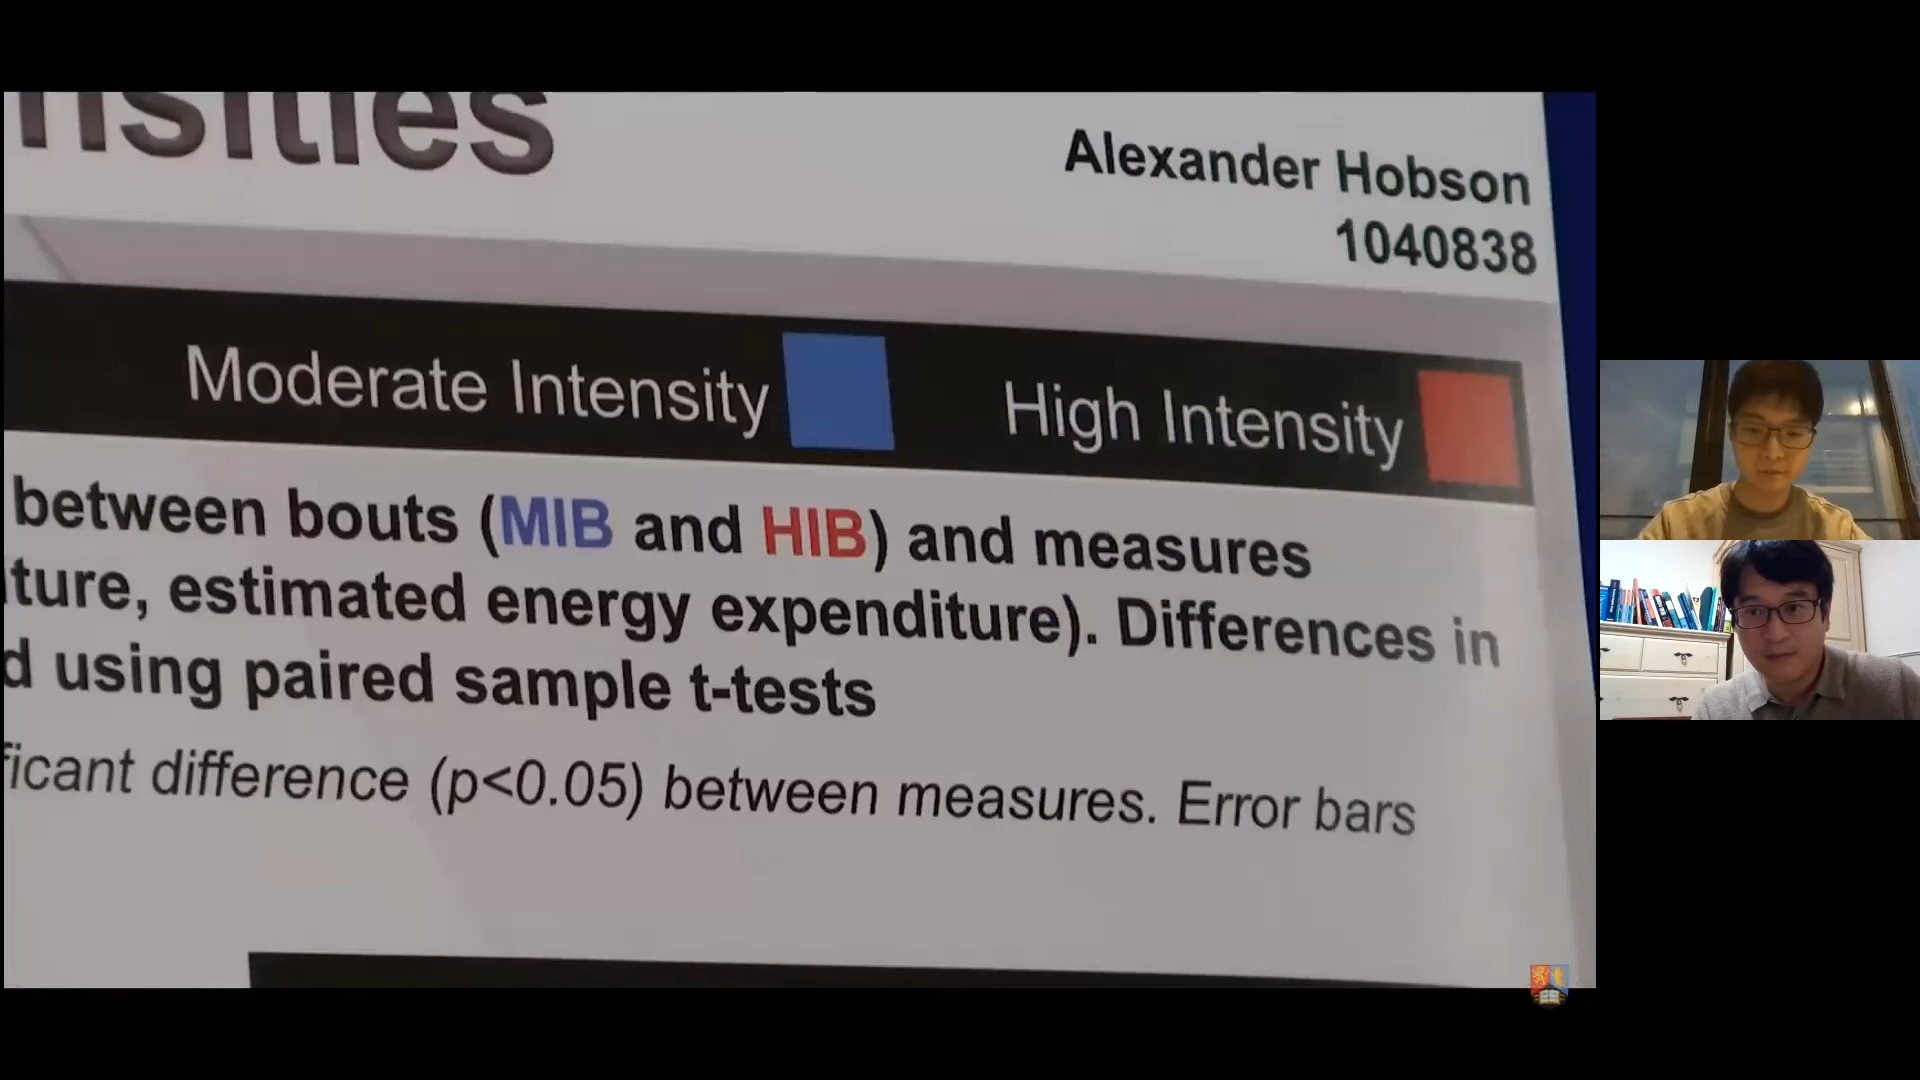 nsities
Alexander Hobson
1040838
Moderate Intensity
High Intensity
between bouts (MIB and HIB) and measures
ture, estimated energy expenditure). Differences in
d using paired sample t-tests
ficant difference (p<0.05) between measures. Error bars